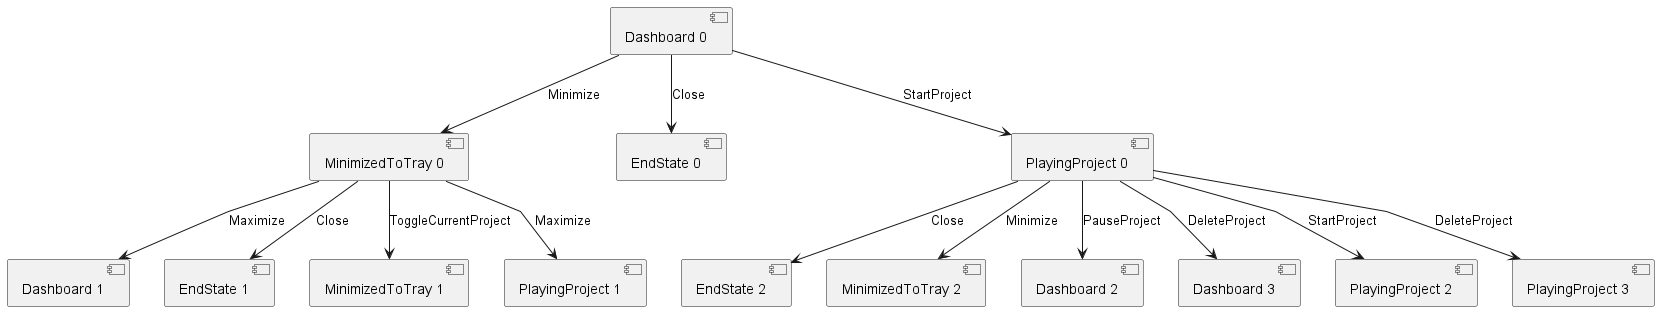 Dashboard 0
Minimize
Close
StartProject
MinimizedToTray 0
EndState 0
PlayingProject 0
Maximize
Close
ToggleCurrentProject
Maximize
Close
Minimize
PauseProject
DeleteProject
StartProject
DeleteProject
Dashboard 1
EndState 1
MinimizedToTray 1
PlayingProject 1
EndState 2
MinimizedToTray 2
Dashboard 2
Dashboard 3
PlayingProject 2
PlayingProject 3